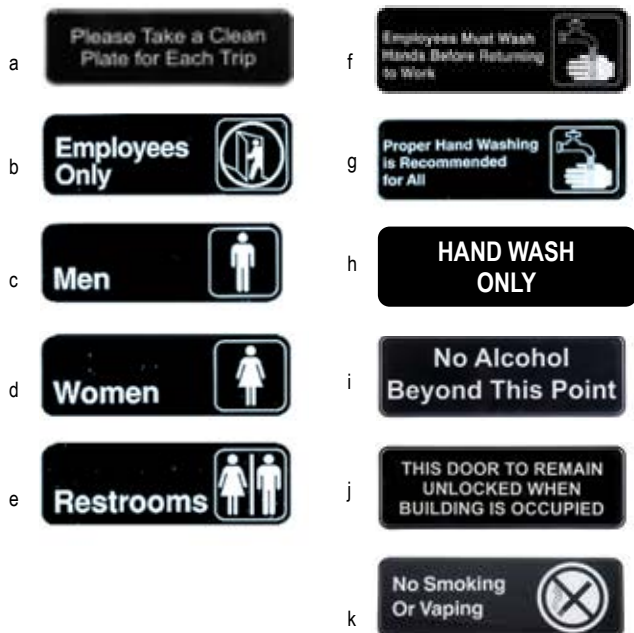 a
Please Take a Clean
Plate for Each Trip
b
Employees
Only
c
Men
d
Women
e
Restrooms
f
Employees Must Wash
Hands Before Returning
to Work
g
Proper Hand Washing
is Recommended
for All
h
HAND WASH
ONLY
i
No Alcohol
Beyond This Point
j
THIS DOOR TO REMAIN
UNLOCKED WHEN
BUILDING IS OCCUPIED
k
No Smoking
Or Vaping